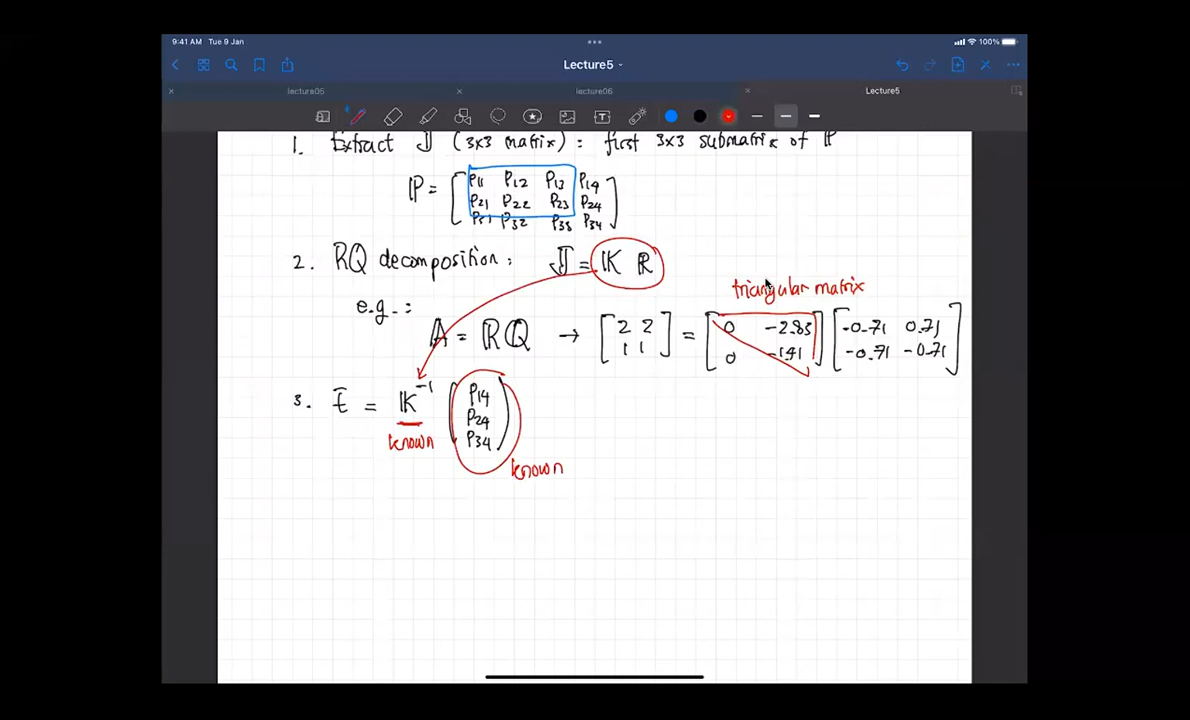 9:41 AM Tue 9 Jan
100%
Lecture5
lecture05
lecture06
Lecture5
1. Extract 𝕁 (3x3 matrix) : first 3x3 submatrix of ℙ
ℙ = [ P11 P12 P13 P14
P21 P22 P23 P24
P31 P32 P33 P34 ]
2. RQ decomposition : 𝕁 = 𝕂 ℝ
triangular matrix
e.g. :
𝔸 = ℝℚ → [ 2 2 = [ 0 -2.83 [ -0.71 0.71
1 1 ] 0 -1.41 ] -0.71 -0.71 ]
3. t = 𝕂⁻¹ ( P14
P24
P34 )
known
known